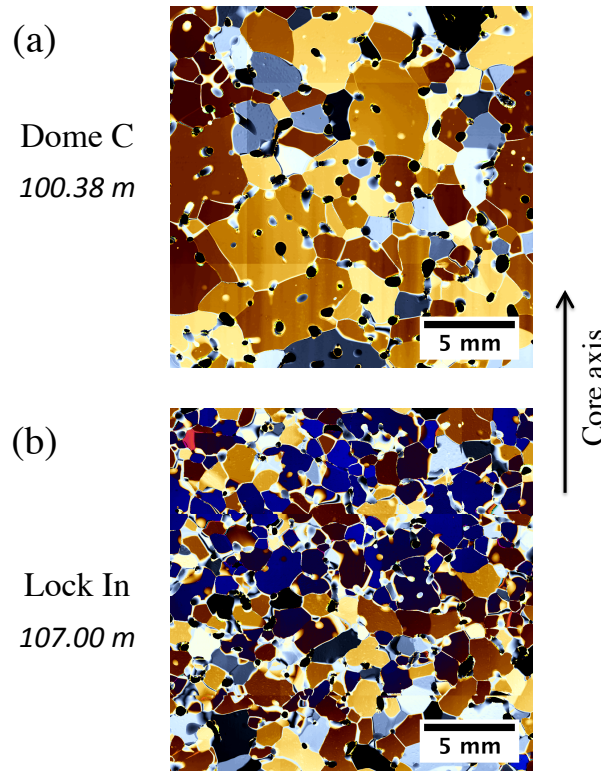 (a)
Dome C
100.38 m
5 mm
Core axis
(b)
Lock In
107.00 m
5 mm